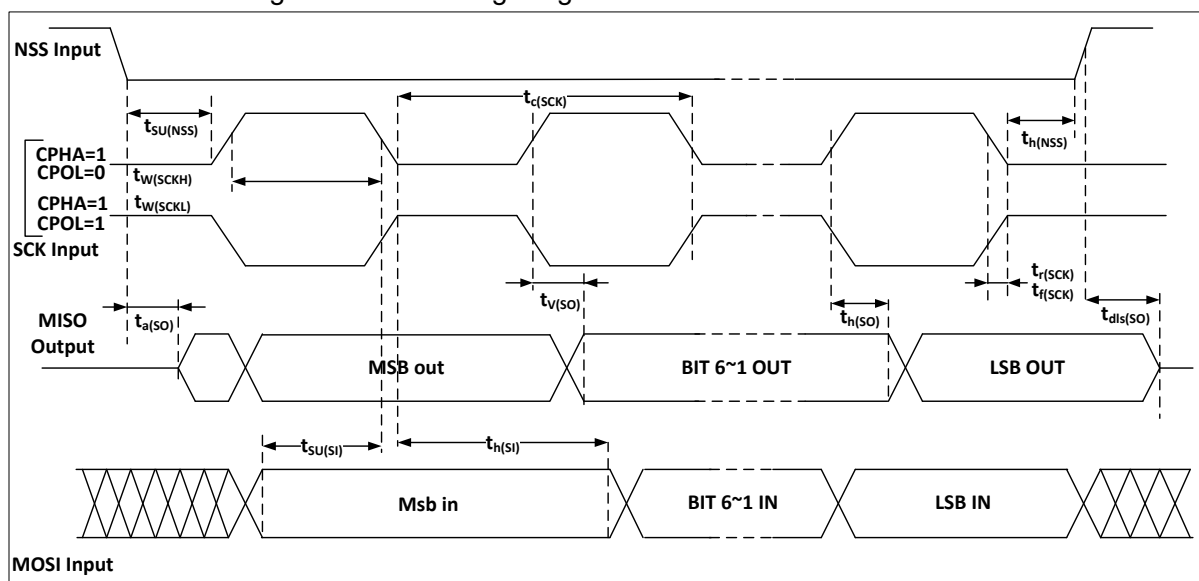 NSS Input
tc(SCK)
tSU(NSS)
th(NSS)
CPHA=1
CPOL=0
tW(SCKH)
CPHA=1
tW(SCKL)
CPOL=1
SCK Input
tr(SCK)
tf(SCK)
tV(SO)
ta(SO)
th(SO)
tdls(SO)
MISO
Output
MSB out
BIT 6~1 OUT
LSB OUT
tSU(SI)
th(SI)
Msb in
BIT 6~1 IN
LSB IN
MOSI Input